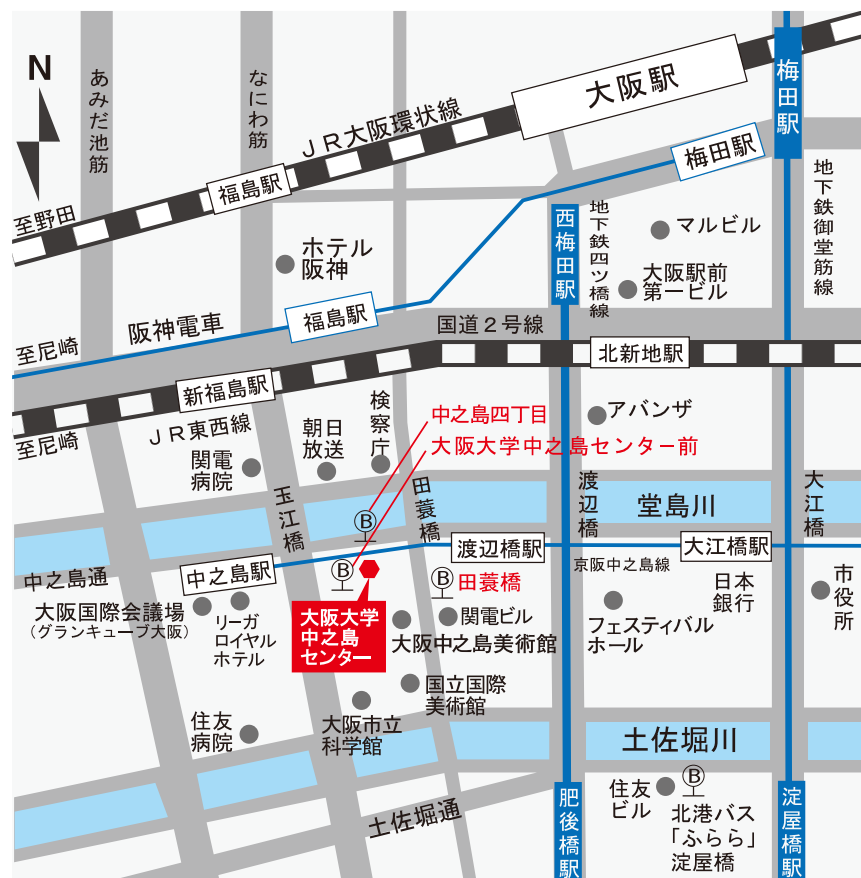 N
あみだ池筋
なにわ筋
JR大阪環状線
大阪駅
梅田駅
福島駅
梅田駅
至野田
ホテル
阪神
西梅田駅
地下鉄四ツ橋線
マルビル
大阪駅前
第一ビル
地下鉄御堂筋線
阪神電車
福島駅
国道2号線
至尼崎
新福島駅
北新地駅
至尼崎
JR東西線
関電
病院
朝日
放送
検察庁
中之島四丁目
大阪大学中之島センター前
アバンザ
玉江橋
田蓑橋
渡辺橋
堂島川
大江橋
B
中之島通
中之島駅
渡辺橋駅
大江橋駅
京阪中之島線
B
B
田蓑橋
日本
銀行
市役所
大阪国際会議場
(グランキューブ大阪)
リーガ
ロイヤル
ホテル
大阪大学
中之島
センター
関電ビル
大阪中之島美術館
フェスティバル
ホール
国立国際
美術館
大阪市立
科学館
住友
病院
土佐堀川
土佐堀通
肥後橋駅
住友
ビル
B
北港バス
「ふらら」
淀屋橋
淀屋橋駅